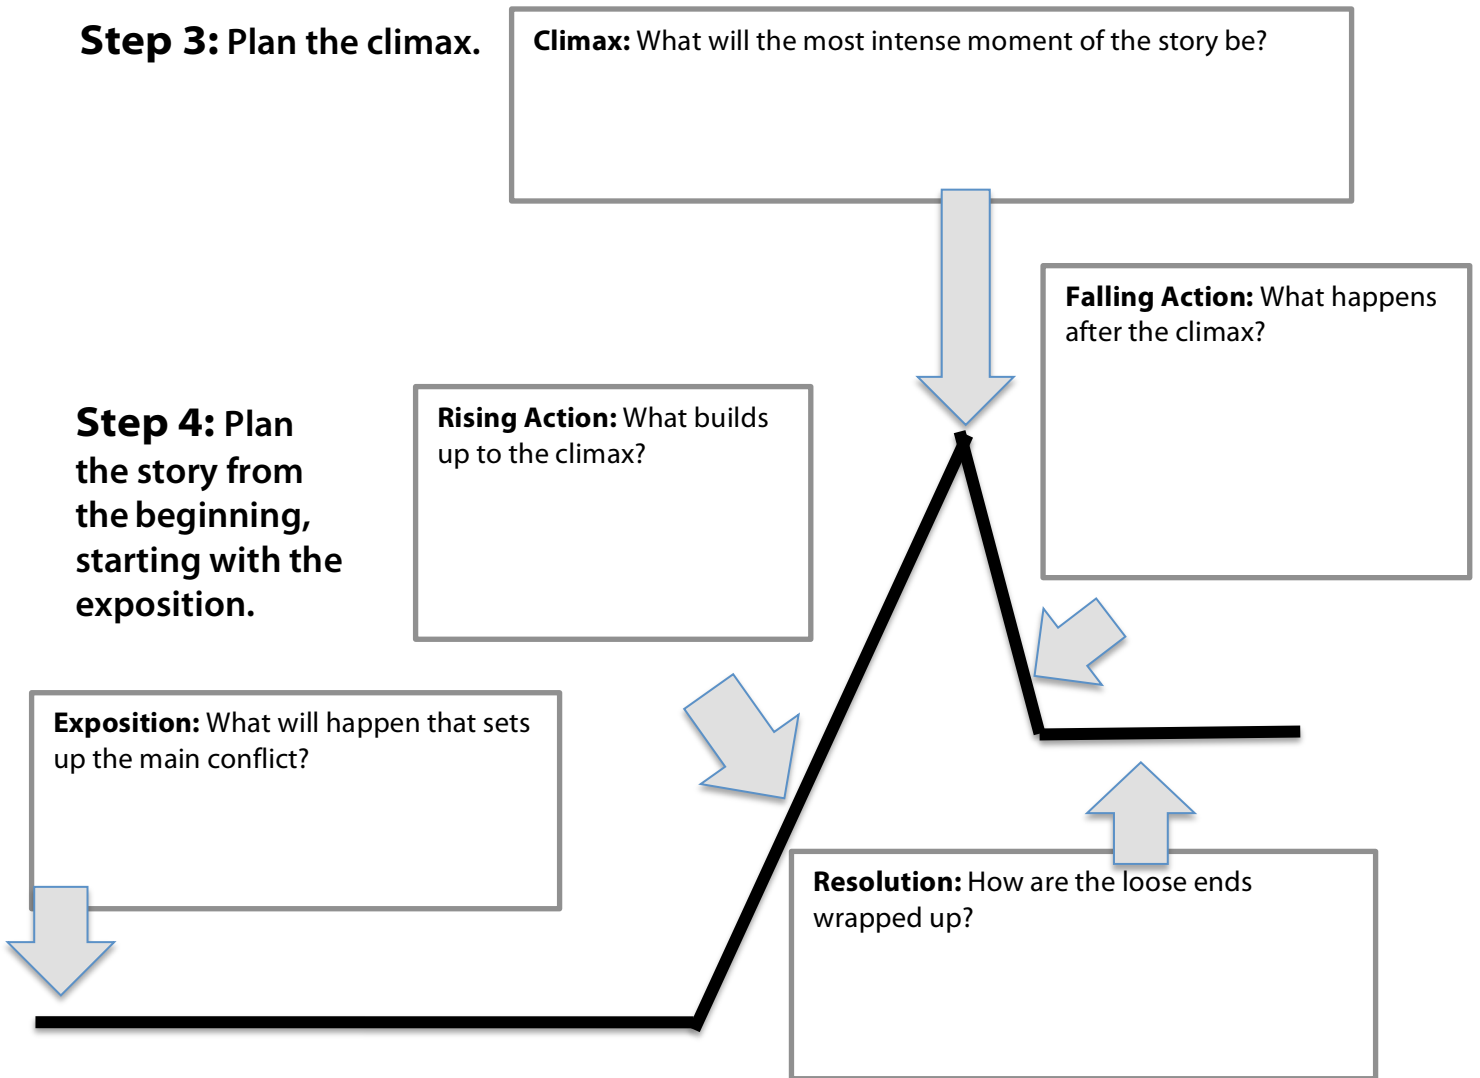 Step 3: Plan the climax.
Climax: What will the most intense moment of the story be?
Falling Action: What happens
after the climax?
Step 4: Plan
the story from
the beginning,
starting with the
exposition.
Rising Action: What builds
up to the climax?
Exposition: What will happen that sets
up the main conflict?
Resolution: How are the loose ends
wrapped up?